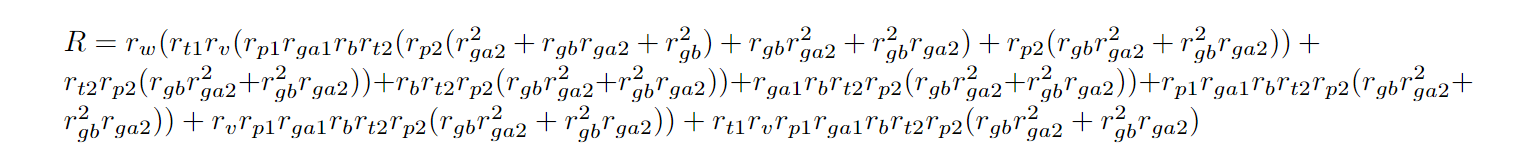 R = r_w(r_{t1}r_v(r_{p1}r_{ga1}r_br_{t2}(r_{p2}(r_{ga2}^2 + r_{gb}r_{ga2} + r_{gb}^2) + r_{gb}r_{ga2}^2 + r_{gb}^2r_{ga2}) + r_{p2}(r_{gb}r_{ga2}^2 + r_{gb}^2r_{ga2})) +
r_{t2}r_{p2}(r_{gb}r_{ga2}^2+r_{gb}^2r_{ga2}))+r_br_{t2}r_{p2}(r_{gb}r_{ga2}^2+r_{gb}^2r_{ga2}))+r_{ga1}r_br_{t2}r_{p2}(r_{gb}r_{ga2}^2+r_{gb}^2r_{ga2}))+r_{p1}r_{ga1}r_br_{t2}r_{p2}(r_{gb}r_{ga2}^2+
r_{gb}^2r_{ga2})) + r_vr_{p1}r_{ga1}r_br_{t2}r_{p2}(r_{gb}r_{ga2}^2 + r_{gb}^2r_{ga2})) + r_{t1}r_vr_{p1}r_{ga1}r_br_{t2}r_{p2}(r_{gb}r_{ga2}^2 + r_{gb}^2r_{ga2})